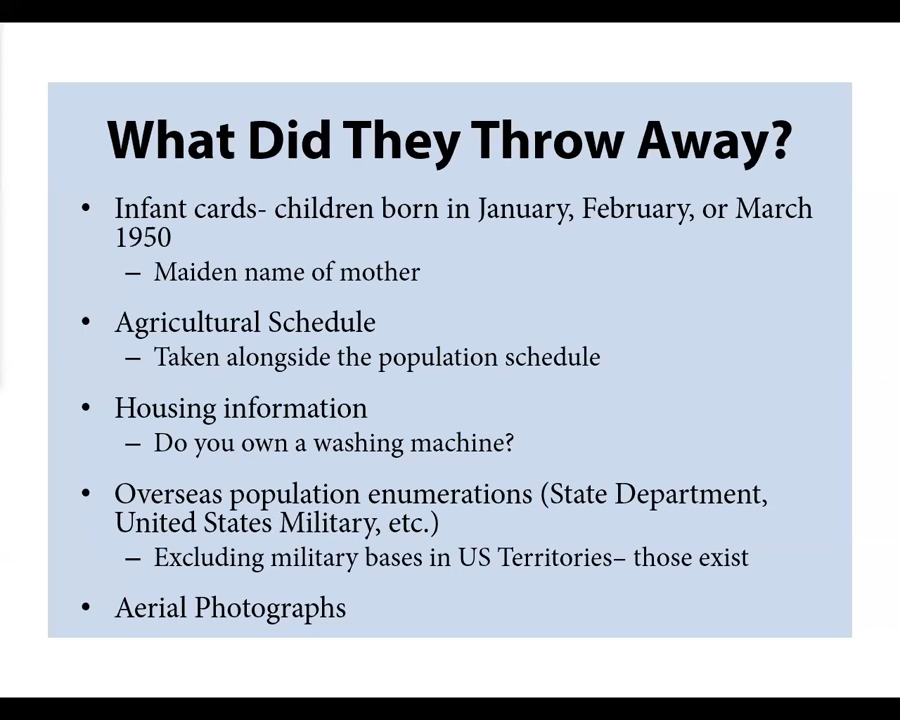 What Did They Throw Away?
• Infant cards- children born in January, February, or March
1950
– Maiden name of mother
• Agricultural Schedule
– Taken alongside the population schedule
• Housing information
– Do you own a washing machine?
• Overseas population enumerations (State Department,
United States Military, etc.)
– Excluding military bases in US Territories– those exist
• Aerial Photographs